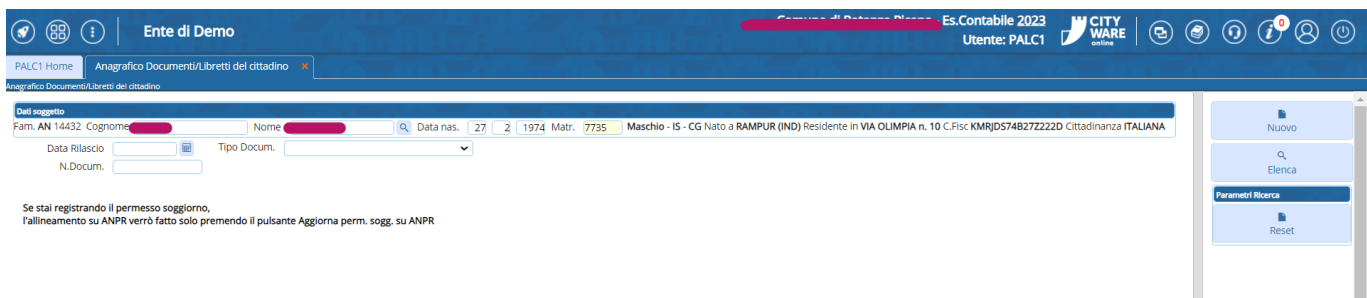 Ente di Demo
Es.Contabile 2023
Utente: PALC1
CITY
WARE
online
0
PALC1 Home
Anagrafico Documenti/Libretti del cittadino ×
Anagrafico Documenti/Libretti del cittadino
Dati soggetto
Fam. AN 14432 Cognome Nome Data nas. 27 2 1974 Matr. 7735 Maschio - IS - CG Nato a RAMPUR (IND) Residente in VIA OLIMPIA n. 10 C.Fisc KMRJDS74B27Z222D Cittadinanza ITALIANA
Data Rilascio Tipo Docum.
N.Docum.
Se stai registrando il permesso soggiorno,
l'allineamento su ANPR verrò fatto solo premendo il pulsante Aggiorna perm. sogg. su ANPR
Nuovo
Elenca
Parametri Ricerca
Reset